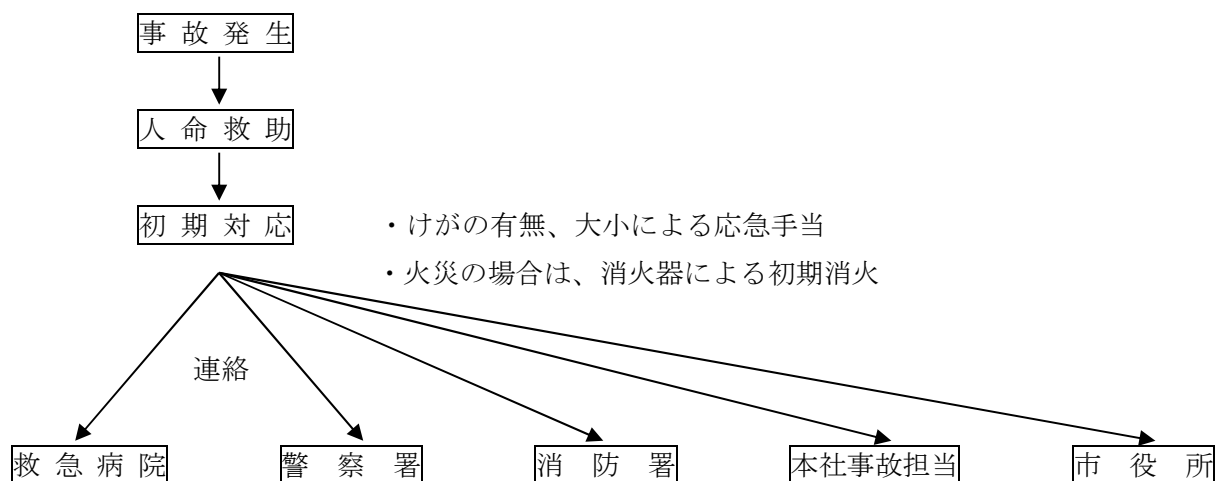 事故発生
人命救助
初期対応
・けがの有無、大小による応急手当
・火災の場合は、消火器による初期消火
連絡
救急病院
警察署
消防署
本社事故担当
市役所